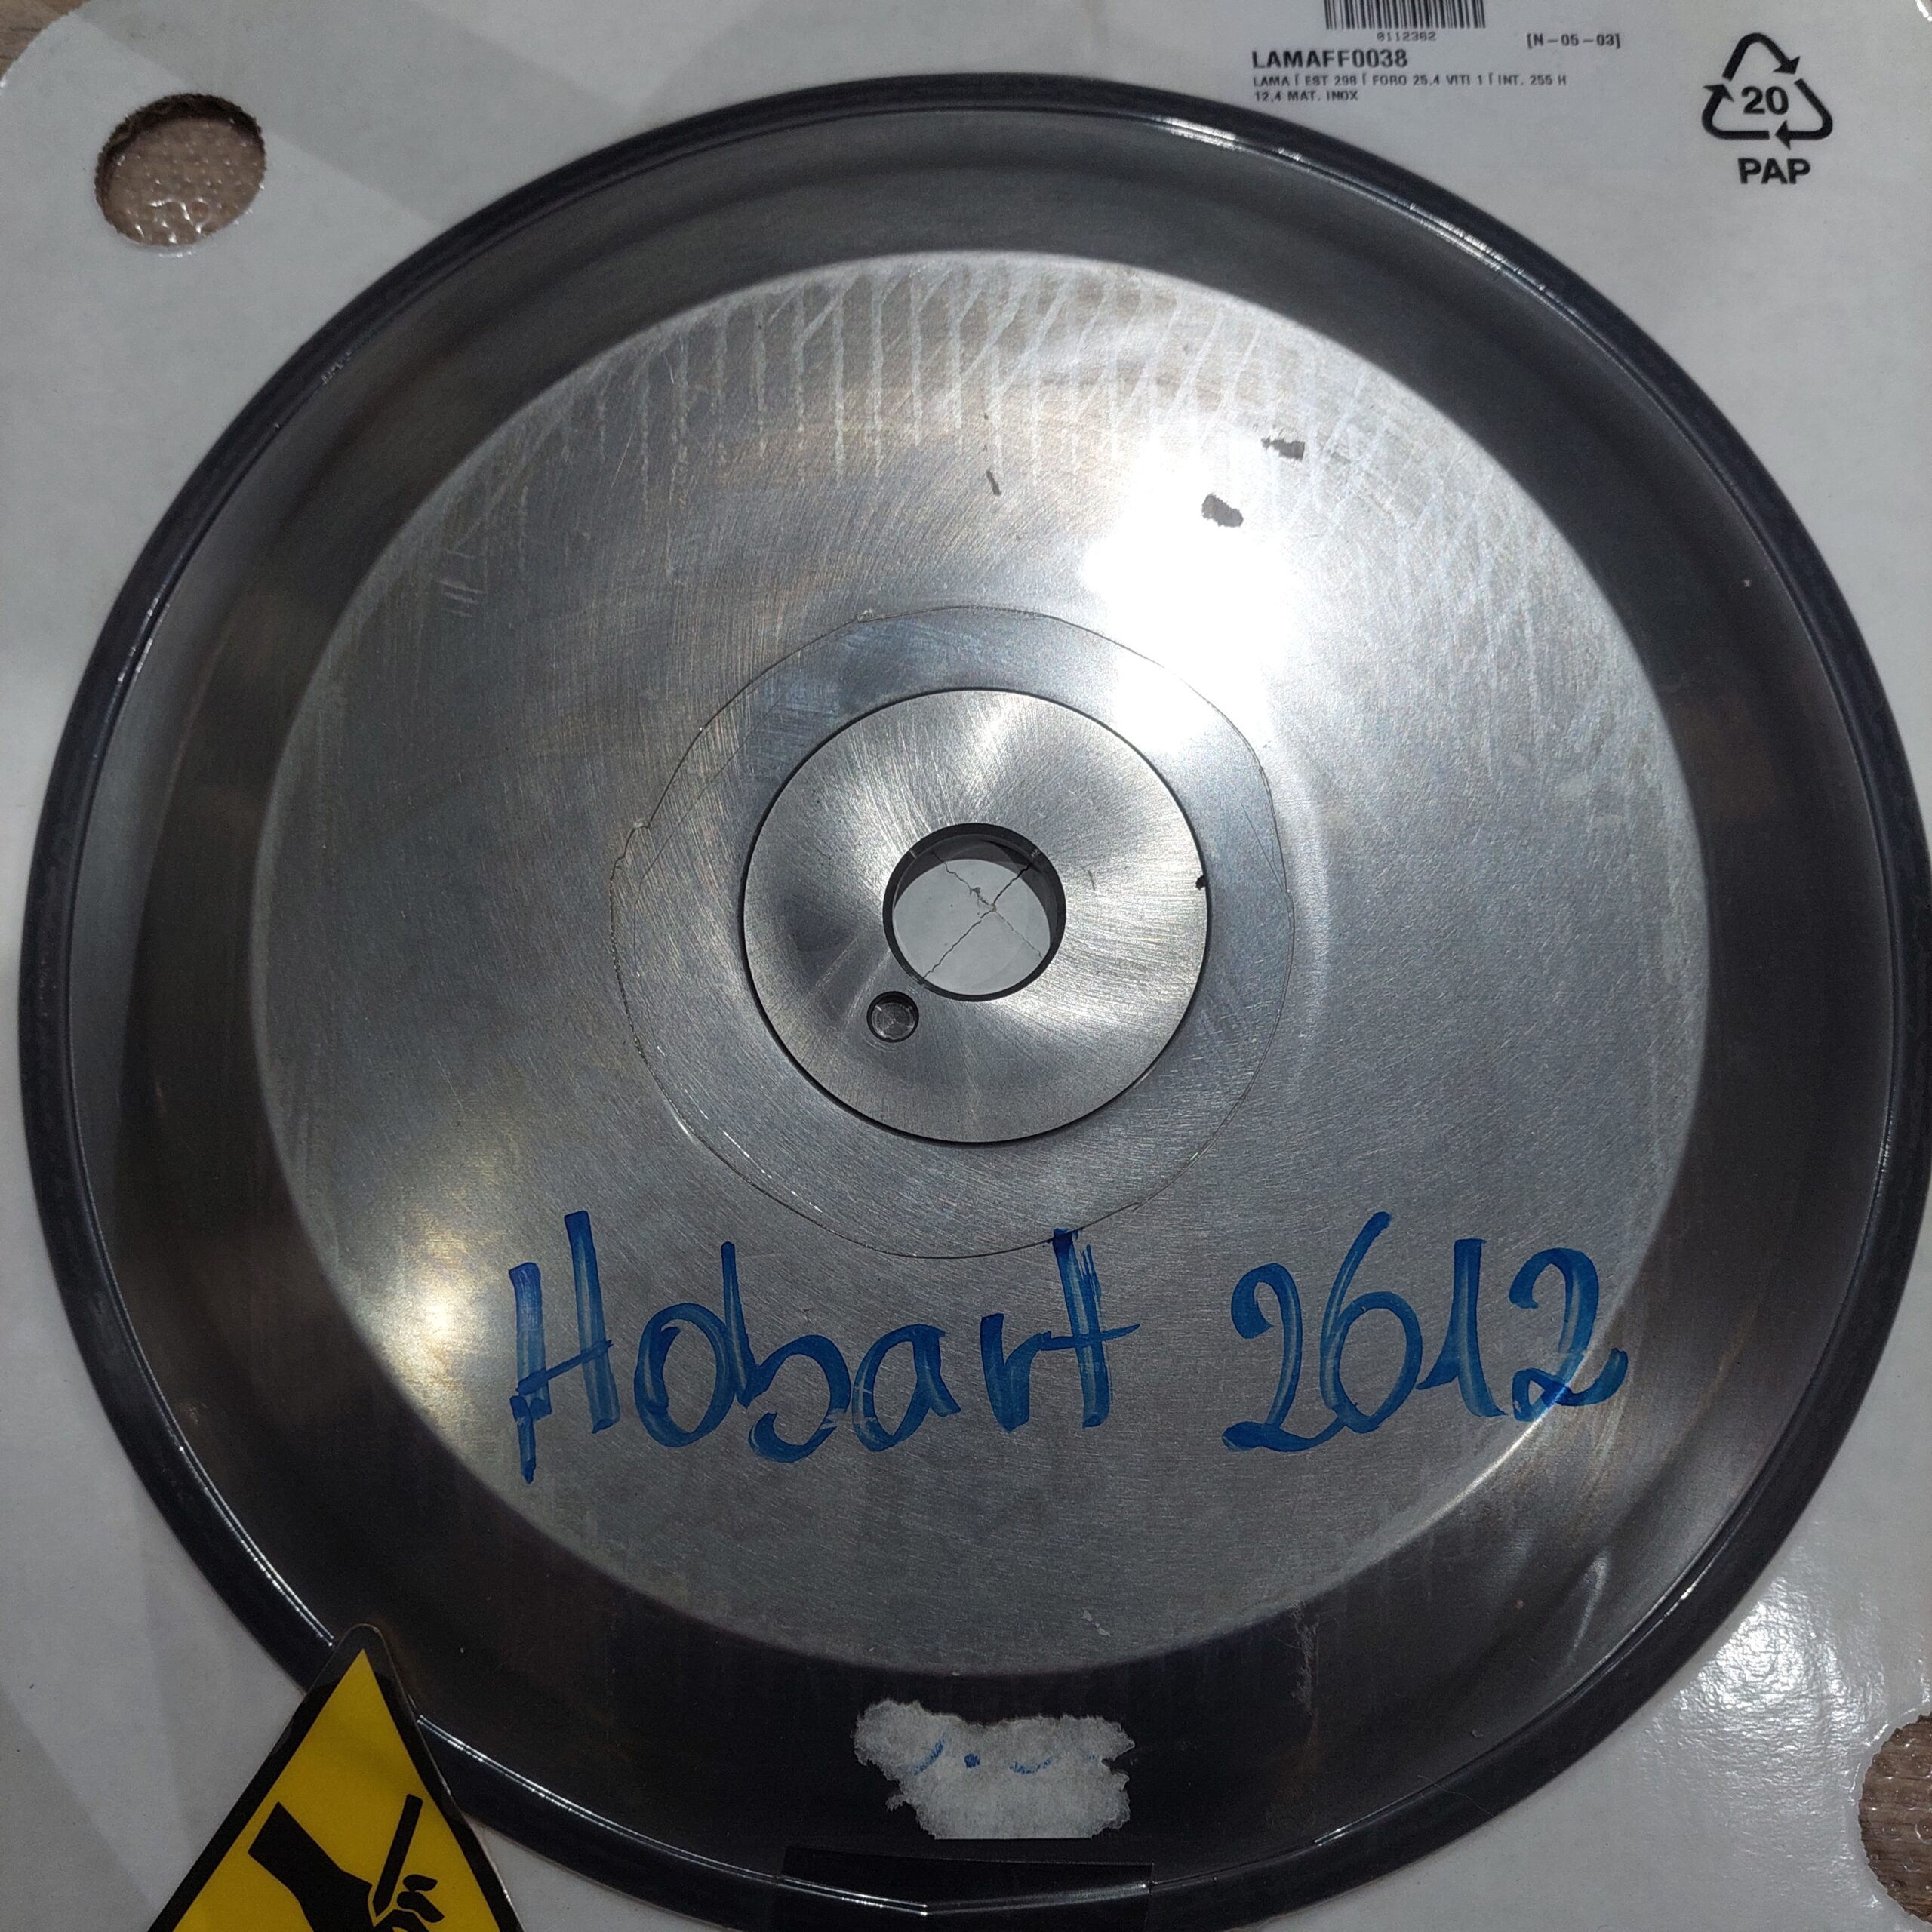 0112362
[N-05-03]
LAMAFF0038
LAMA Í EST 298 Í FORO 25,4 VITI 1 Í INT. 255 H
12,4 MAT. INOX
20
PAP
Hobart 2612